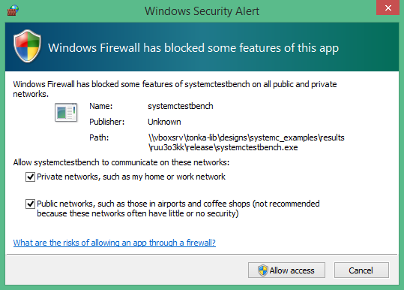 Windows Security Alert
Windows Firewall has blocked some features of this app
Windows Firewall has blocked some features of systemctestbench on all public and private
networks.
Name: systemctestbench
Publisher: Unknown
Path: \\vboxsrv\tonka-lib\designs\systemc_examples\results
\ruu3o3kk\release\systemctestbench.exe
Allow systemctestbench to communicate on these networks:
Private networks, such as my home or work network
Public networks, such as those in airports and coffee shops (not recommended
because these networks often have little or no security)
What are the risks of allowing an app through a firewall?
Allow access Cancel